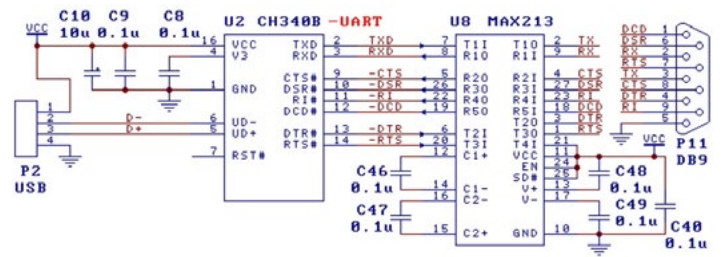 C10 C9 C8
VCC 10u 0.1u 0.1u
U2 CH340B -UART
U8 MAX213
16 VCC TXD 2 TXD 7 T1I T1O 2 TX
4 V3 RXD 3 RXD 8 R1O R1I 9 RX
CTS# 9 -CTS 5 R2O R2I 4 CTS
DSR# 10 -DSR 26 R3O R3I 27 DSR
1 GND RI# 11 -RI 22 R4O R4I 23 RI
DCD# 12 -DCD 19 R5O R5I 18 DCD
T2O 3 DTR
6 UD- DTR# 13 -DTR 6 T2I T3O 1 RTS
5 UD+ RTS# 14 -RTS 20 T3I T4I 21
7 RST#
12 C1+ VCC 11
EN 24
SD# 25
14 C1- V+ 13
16 C2- V- 17
15 C2+ GND 10
1
2 D-
3 D+
4
P2
USB
C46
0.1u
C47
0.1u
DCD 1
DSR 6
RX 2
RTS 7
TX 3
CTS 8
DTR 4
RI 9
5
P11
DB9
VCC
C48
0.1u
C49
0.1u
C40
0.1u